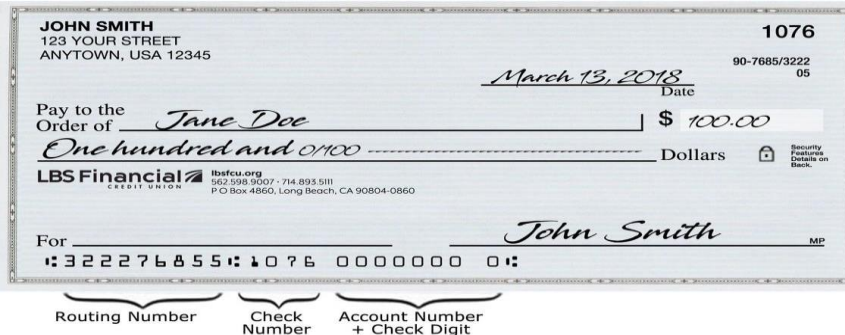 JOHN SMITH
123 YOUR STREET
ANYTOWN, USA 12345
1076
90-7685/3222
05
March 13, 2018
Date
Pay to the
Order of Jane Doe $ 100.00
One hundred and 0/100 Dollars
Security
Features
Details on
Back.
LBS Financial
CREDIT UNION
lbsfcu.org
562.598.9007 · 714.893.5111
P O Box 4860, Long Beach, CA 90804-0860
For John Smith
MP
⑆322276855⑆ 1076 0000000 0⑆
Routing Number Check Number Account Number + Check Digit